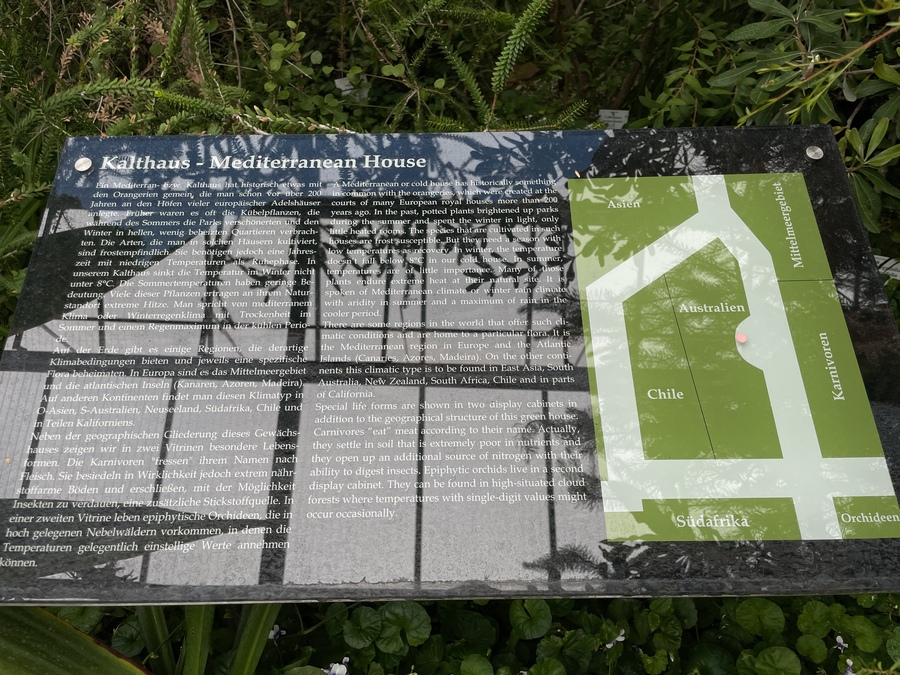 Kalthaus - Mediterranean House
Ein Mediterran- bzw. Kalthaus hat historisch etwas mit
den Orangerien gemein, die man schon vor über 200
Jahren an den Höfen vieler europäischer Adelshäuser
anlegte. Früher waren es oft die Kübelpflanzen, die
während des Sommers die Parks verschönerten und den
Winter in hellen, wenig beheizten Quartieren verbrach-
ten. Die Arten, die man in solchen Häusern kultiviert,
sind frostempfindlich. Sie benötigen jedoch eine Jahres-
zeit mit niedrigen Temperaturen als Ruhephase. In
unserem Kalthaus sinkt die Temperatur im Winter nicht
unter 8°C. Die Sommertemperaturen haben geringe Be-
deutung. Viele dieser Pflanzen ertragen in ihrer Natur-
standort extreme Hitze. Man spricht von mediterranem
Klima oder Winterregenklima mit Trockenheit im
Sommer und einem Regenmaximum in der kühlen Perio-
de.
Auf der Erde gibt es einige Regionen, die derartige
Klimabedingungen bieten und jeweils eine spezifische
Flora beheimaten. In Europa sind es das Mittelmeergebiet
und die atlantischen Inseln (Kanaren, Azoren, Madeira)
Auf anderen Kontinenten findet man diesen Klimatyp in
O-Asien, S-Australien, Neuseeland, Südafrika, Chile und
in Teilen Kaliforniens.
Neben der geographischen Gliederung dieses Gewächs-
hauses zeigen wir in zwei Vitrinen besondere Lebens-
formen. Die Karnivoren "fressen" ihrem Namen nach
Fleisch. Sie besiedeln in Wirklichkeit jedoch extrem nähr-
stoffarme Böden und erschließen, mit der Möglichkeit
Insekten zu verdauen, eine zusätzliche Stickstoffquelle. In
einer zweiten Vitrine leben epiphytische Orchideen, die in
hoch gelegenen Nebelwäldern vorkommen, in denen die
Temperaturen gelegentlich einstellige Werte annehmen
können.
A Mediterranean or cold house has historically something
in common with the orangeries, which were created at the
courts of many European royal houses more than 200
years ago. In the past, potted plants brightened up parks
during the summer and spent the winter in light, only
little heated quarters. The species that are cultivated in such
houses are frost susceptible, but they need a season with
low temperatures as recovery. In winter, the temperature
doesn't fall below 8°C in our cold house. Summer tempe-
ratures have little importance. Many of those
plants endure extreme heat at their natural site. It is
spoken of Mediterranean climate or winter rain climate
with aridity in summer and a maximum of rain in the
cooler period.
There are some regions in the world that offer such cli-
matic conditions and are home to a particular flora. It is
the Mediterranean region in Europe and the Atlantic
Islands (Canaries, Azores, Madeira). On the other conti-
nents this climatic type is to be found in East Asia, South
Australia, New Zealand, South Africa, Chile and in parts
of California.
Special life forms are shown in two display cabinets in
addition to the geographical structure of this green house.
Carnivores "eat" meat according to their name. Actually,
they settle in soil that is extremely poor in nutrients and
they open up an additional source of nitrogen with their
ability to digest insects. Epiphytic orchids live in a second
display cabinet. They can be found in high-situated cloud
forests where temperatures with single-digit values might
occur occasionally.
Asien
Mittelmeergebiet
Australien
Chile
Karnivoren
Südafrika
Orchideen